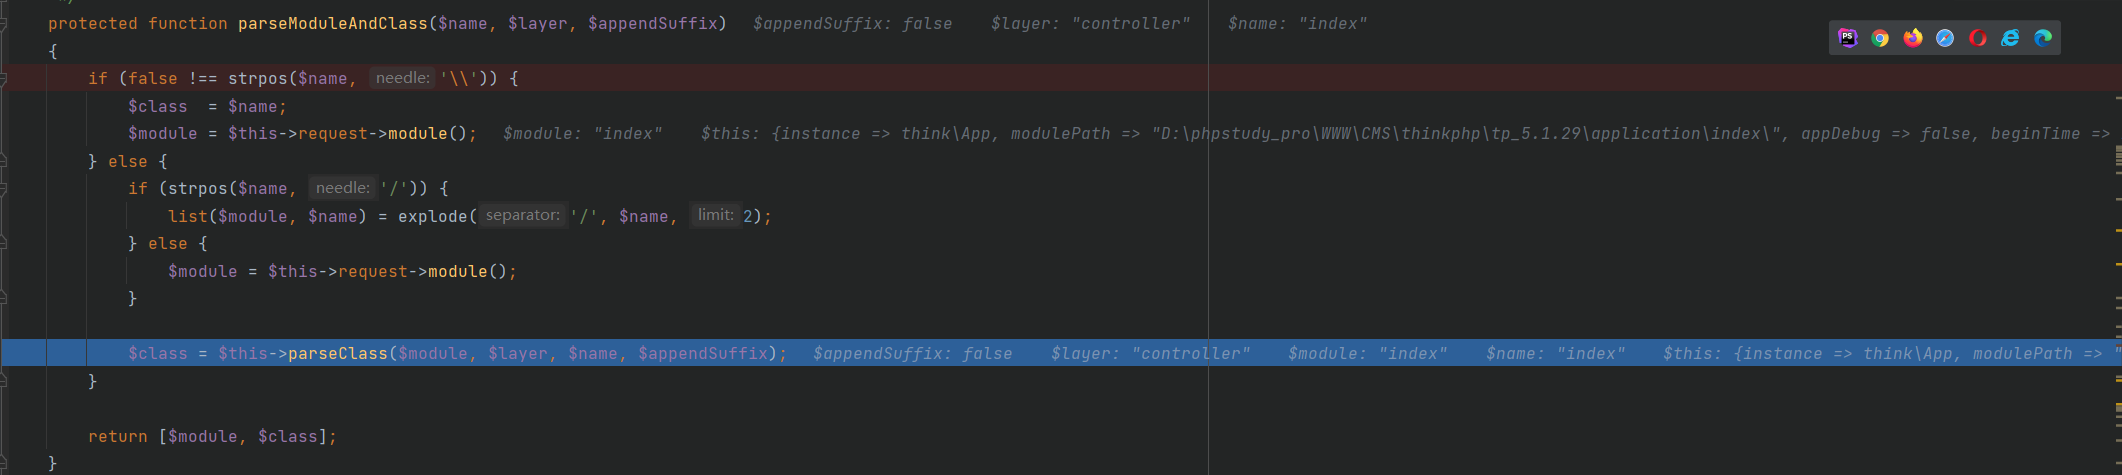 protected function parseModuleAndClass($name, $layer, $appendSuffix) $appendSuffix: false $layer: "controller" $name: "index"
{
if (false !== strpos($name, needle: '\\')) {
$class = $name;
$module = $this->request->module(); $module: "index" $this: {instance => think\App, modulePath => "D:\phpstudy_pro\WWW\CMS\thinkphp\tp_5.1.29\application\index\", appDebug => false, beginTime =>
} else {
if (strpos($name, needle: '/')) {
list($module, $name) = explode( separator: '/', $name, limit: 2);
} else {
$module = $this->request->module();
}
$class = $this->parseClass($module, $layer, $name, $appendSuffix); $appendSuffix: false $layer: "controller" $module: "index" $name: "index" $this: {instance => think\App, modulePath => "
}
return [$module, $class];
}